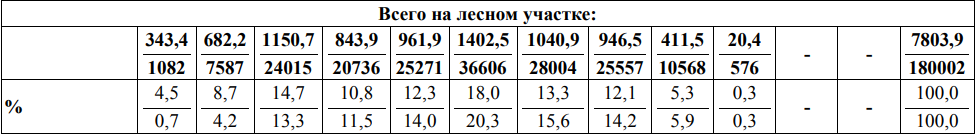 Всего на лесном участке:
343,4 682,2 1150,7 843,9 961,9 1402,5 1040,9 946,5 411,5 20,4 - - 7803,9
1082 7587 24015 20736 25271 36606 28004 25557 10568 576 180002
% 4,5 8,7 14,7 10,8 12,3 18,0 13,3 12,1 5,3 0,3 - - 100,0
0,7 4,2 13,3 11,5 14,0 20,3 15,6 14,2 5,9 0,3 100,0